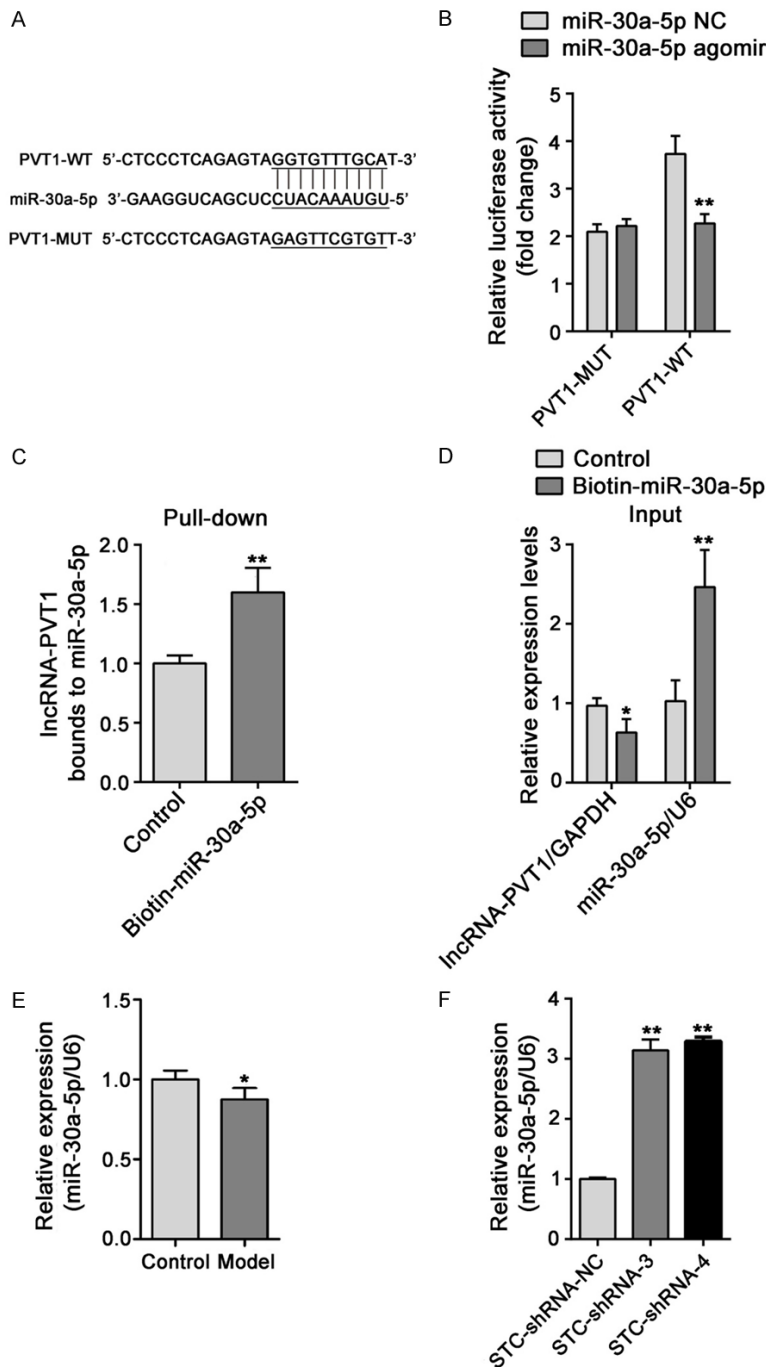 A
PVT1-WT 5’-CTCCCTCAGAGTAGGTGTTTGCAT-3’
miR-30a-5p 3’-GAAGGUCAGCUCCUACAAAUGU-5’
PVT1-MUT 5’-CTCCCTCAGAGTAGAGTTCGTGTT-3’
B
miR-30a-5p NC
miR-30a-5p agomir
Relative luciferase activity
(fold change)
5
4
3
2
1
0
**
PVT1-MUT
PVT1-WT
C
Pull-down
lncRNA-PVT1
bounds to miR-30a-5p
2.0
1.5
1.0
0.5
0.0
**
Control
Biotin-miR-30a-5p
D
Control
Biotin-miR-30a-5p
Input
Relative expression levels
3
2
1
0
*
**
lncRNA-PVT1/GAPDH
miR-30a-5p/U6
E
Relative expression
(miR-30a-5p/U6)
1.5
1.0
0.5
0.0
*
Control Model
F
Relative expression
(miR-30a-5p/U6)
4
3
2
1
0
**
**
STC-shRNA-NC
STC-shRNA-3
STC-shRNA-4